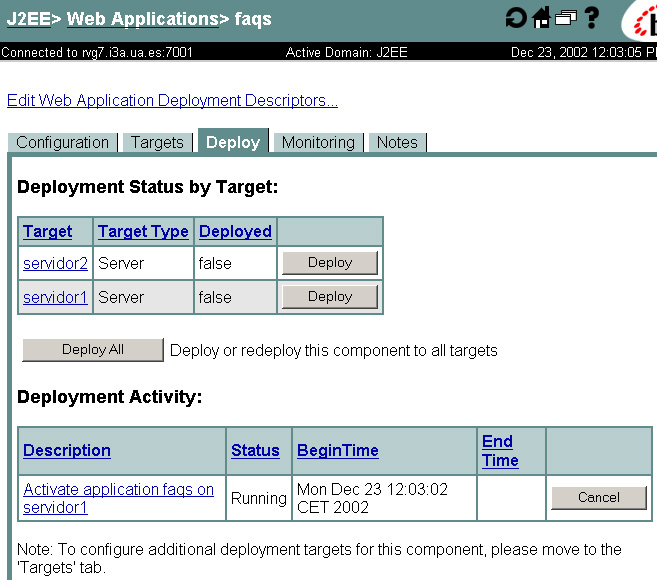 J2EE> Web Applications> faqs
Connected to rvg7.i3a.ua.es:7001 Active Domain: J2EE Dec 23, 2002 12:03:05
Edit Web Application Deployment Descriptors...
Configuration Targets Deploy Monitoring Notes
Deployment Status by Target:
Target Target Type Deployed
servidor2 Server false Deploy
servidor1 Server false Deploy
Deploy All Deploy or redeploy this component to all targets
Deployment Activity:
Description Status BeginTime End
Time
Activate application faqs on
servidor1 Running Mon Dec 23 12:03:02
CET 2002 Cancel
Note: To configure additional deployment targets for this component, please move to the
'Targets' tab.